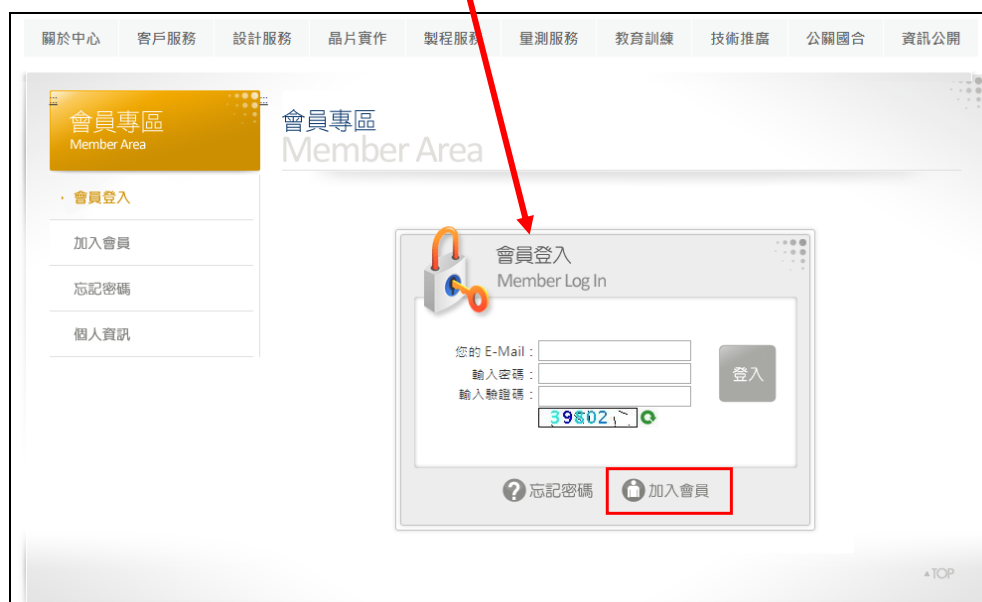 關於中心 客戶服務 設計服務 晶片實作 製程服務 量測服務 教育訓練 技術推廣 公關國合 資訊公開
會員專區
Member Area
會員專區
Member Area
會員登入
加入會員
忘記密碼
個人資訊
會員登入
Member Log In
您的 E-Mail :
輸入密碼 :
輸入驗證碼 :
登入
39802
忘記密碼 加入會員
TOP